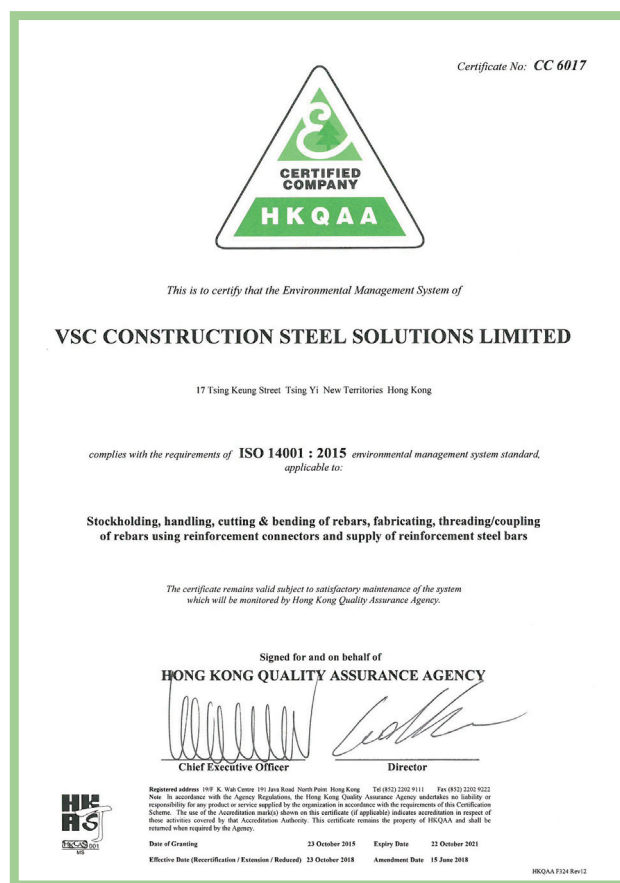 Certificate No: CC 6017
CERTIFIED
COMPANY
HKQAA
This is to certify that the Environmental Management System of
VSC CONSTRUCTION STEEL SOLUTIONS LIMITED
17 Tsing Keung Street Tsing Yi New Territories Hong Kong
complies with the requirements of ISO 14001 : 2015 environmental management system standard,
applicable to:
Stockholding, handling, cutting & bending of rebars, fabricating, threading/coupling
of rebars using reinforcement connectors and supply of reinforcement steel bars
The certificate remains valid subject to satisfactory maintenance of the system
which will be monitored by Hong Kong Quality Assurance Agency.
Signed for and on behalf of
HONG KONG QUALITY ASSURANCE AGENCY
Chief Executive Officer Director
Registered address 19/F K. Wah Centre 191 Java Road North Point Hong Kong Tel (852) 2202 9111 Fax (852) 2202 9222
Note In accordance with the Agency Regulations, the Hong Kong Quality Assurance Agency undertakes no liability or
responsibility for any product or service supplied by the organization in accordance with the requirements of this Certification
Scheme. The use of the Accreditation mark(s) shown on this certificate (if applicable) indicates accreditation in respect of
those activities covered by that Accreditation Authority. This certificate remains the property of HKQAA and shall be
returned when required by the Agency.
HK
AS
HKCAS 001
MS
Date of Granting 23 October 2015 Expiry Date 22 October 2021
Effective Date (Recertification / Extension / Reduced) 23 October 2018 Amendment Date 15 June 2018
HKQAA F324 Rev12